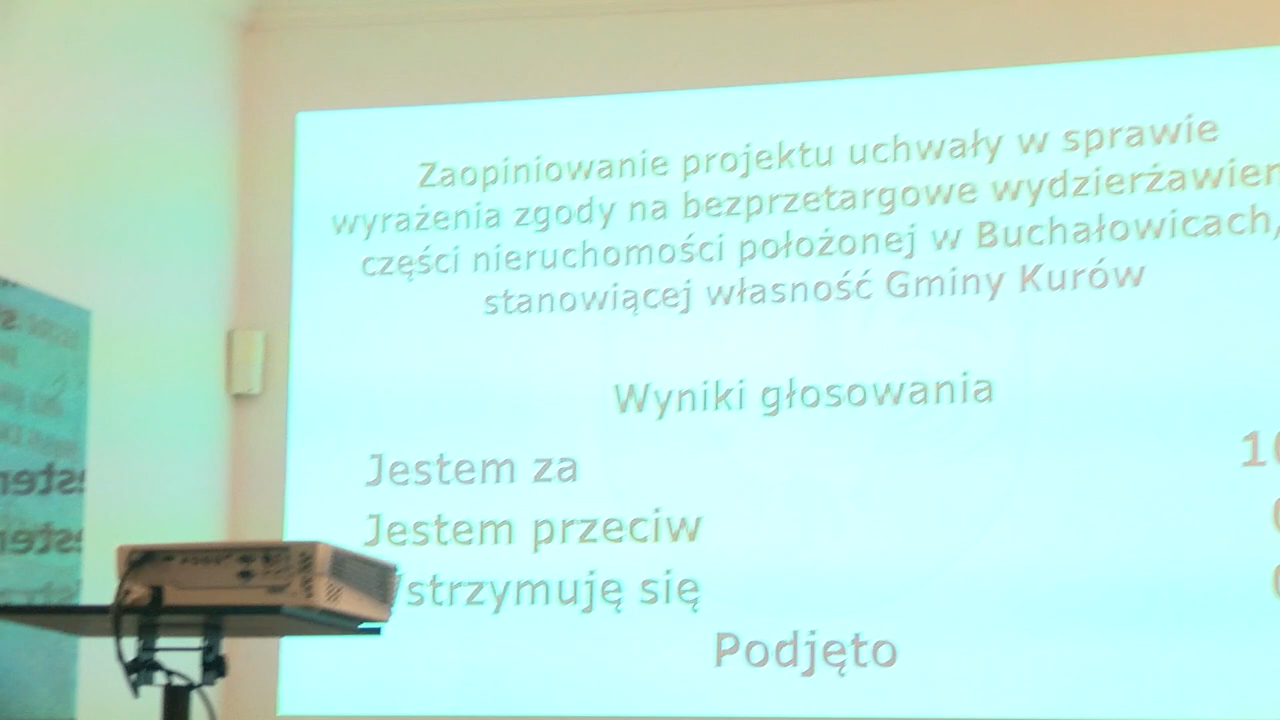 Zaopiniowanie projektu uchwały w sprawie
wyrażenia zgody na bezprzetargowe
części nieruchomości położonej w Buchałowicach,
stanowiącej własność Gminy Kurów
Wyniki głosowania
Jestem za
Jestem przeciw
się
Podjęto